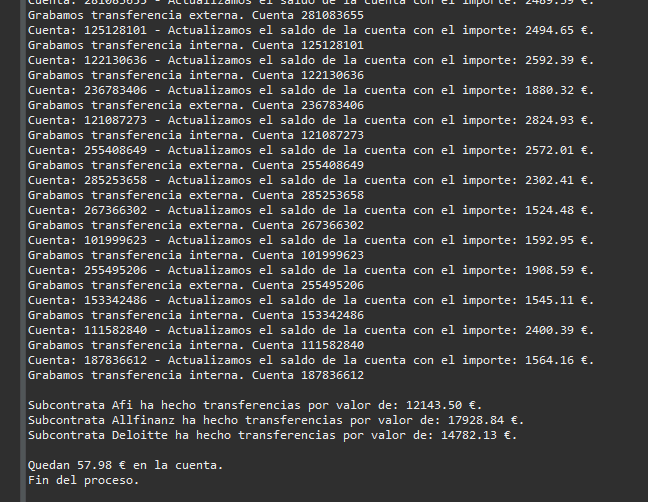 Cuenta: 281083655 - Actualizamos el saldo de la cuenta con el importe: 2489.59 €.
Grabamos transferencia externa. Cuenta 281083655
Cuenta: 125128101 - Actualizamos el saldo de la cuenta con el importe: 2494.65 €.
Grabamos transferencia interna. Cuenta 125128101
Cuenta: 122130636 - Actualizamos el saldo de la cuenta con el importe: 2592.39 €.
Grabamos transferencia interna. Cuenta 122130636
Cuenta: 236783406 - Actualizamos el saldo de la cuenta con el importe: 1880.32 €.
Grabamos transferencia externa. Cuenta 236783406
Cuenta: 121087273 - Actualizamos el saldo de la cuenta con el importe: 2824.93 €.
Grabamos transferencia interna. Cuenta 121087273
Cuenta: 255408649 - Actualizamos el saldo de la cuenta con el importe: 2572.01 €.
Grabamos transferencia externa. Cuenta 255408649
Cuenta: 285253658 - Actualizamos el saldo de la cuenta con el importe: 2302.41 €.
Grabamos transferencia externa. Cuenta 285253658
Cuenta: 267366302 - Actualizamos el saldo de la cuenta con el importe: 1524.48 €.
Grabamos transferencia externa. Cuenta 267366302
Cuenta: 101999623 - Actualizamos el saldo de la cuenta con el importe: 1592.95 €.
Grabamos transferencia interna. Cuenta 101999623
Cuenta: 255495206 - Actualizamos el saldo de la cuenta con el importe: 1908.59 €.
Grabamos transferencia externa. Cuenta 255495206
Cuenta: 153342486 - Actualizamos el saldo de la cuenta con el importe: 1545.11 €.
Grabamos transferencia interna. Cuenta 153342486
Cuenta: 111582840 - Actualizamos el saldo de la cuenta con el importe: 2400.39 €.
Grabamos transferencia interna. Cuenta 111582840
Cuenta: 187836612 - Actualizamos el saldo de la cuenta con el importe: 1564.16 €.
Grabamos transferencia interna. Cuenta 187836612
Subcontrata Afi ha hecho transferencias por valor de: 12143.50 €.
Subcontrata Allfinanz ha hecho transferencias por valor de: 17928.84 €.
Subcontrata Deloitte ha hecho transferencias por valor de: 14782.13 €.
Quedan 57.98 € en la cuenta.
Fin del proceso.